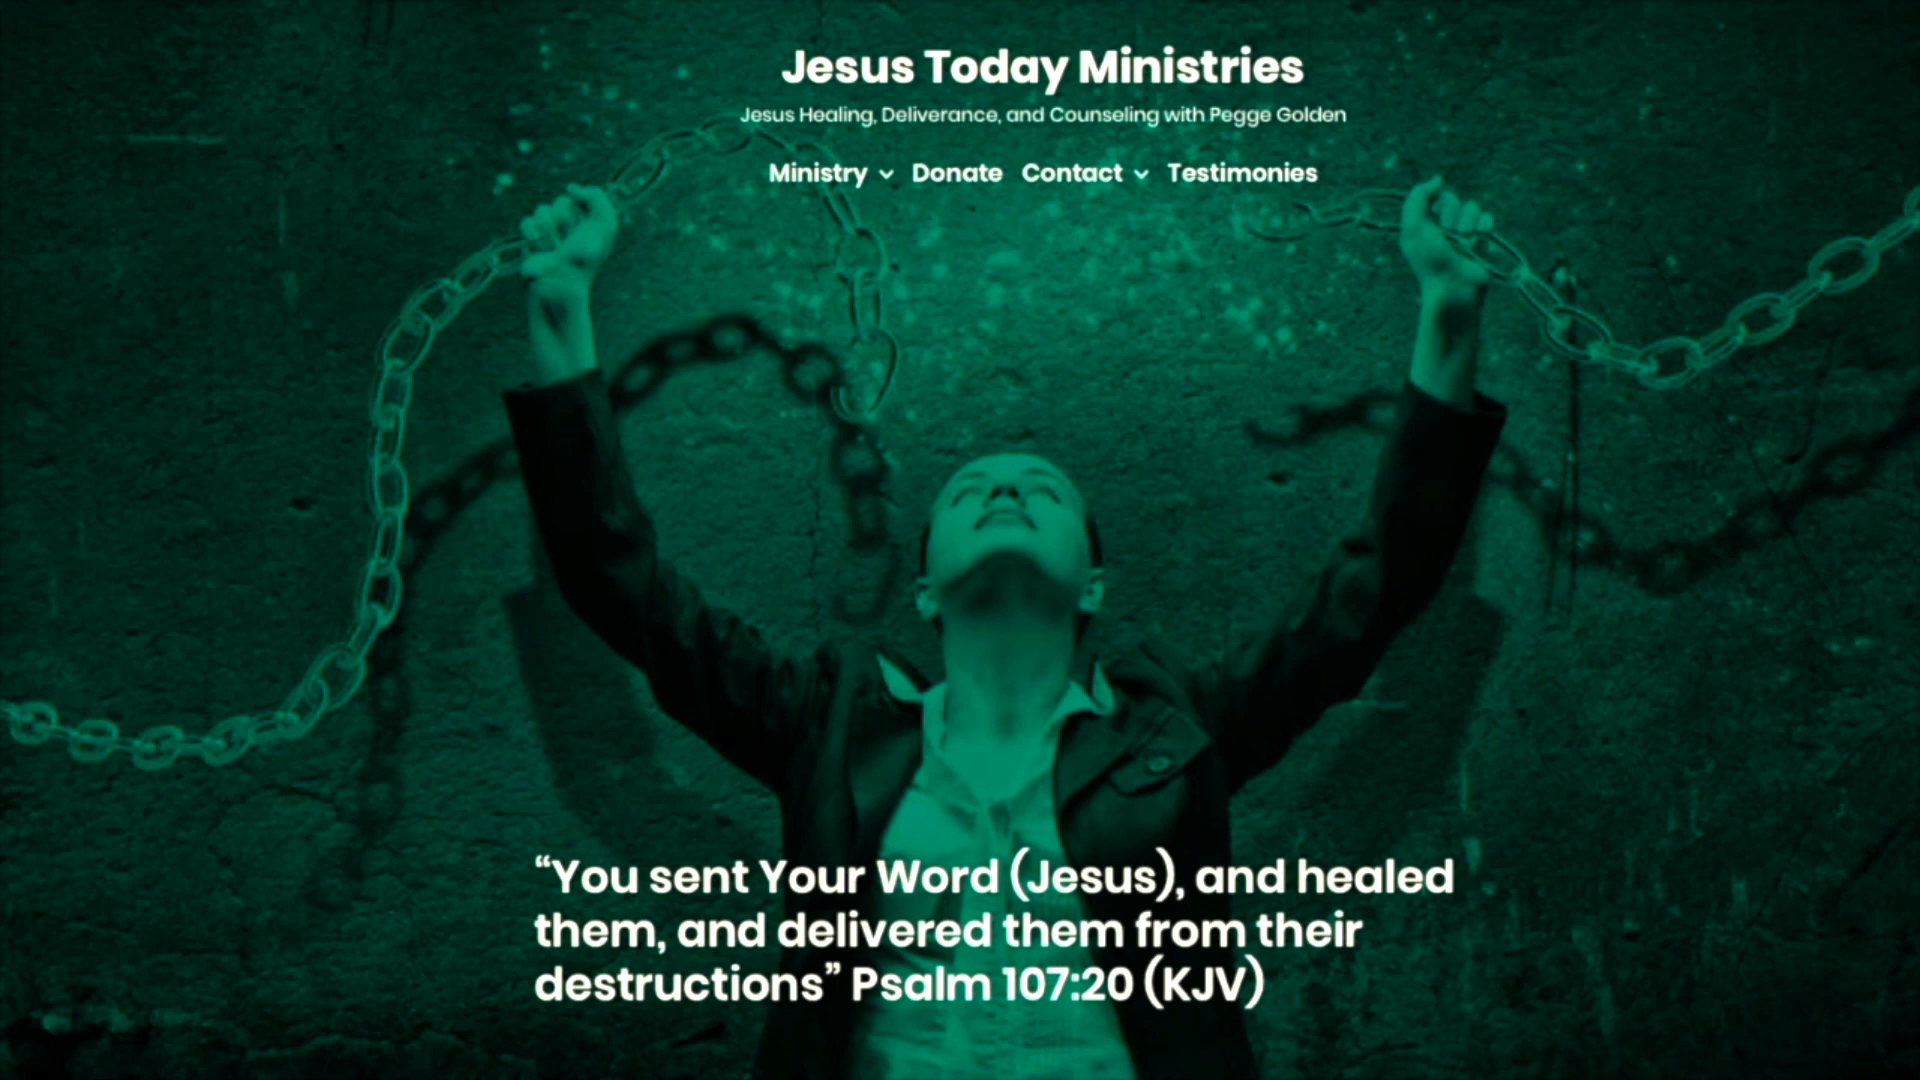 Jesus Today Ministries
Jesus Healing, Deliverance, and Counseling with Pegge Golden
Ministry Donate Contact Testimonies
“You sent Your Word (Jesus), and healed
them, and delivered them from their
destructions” Psalm 107:20 (KJV)